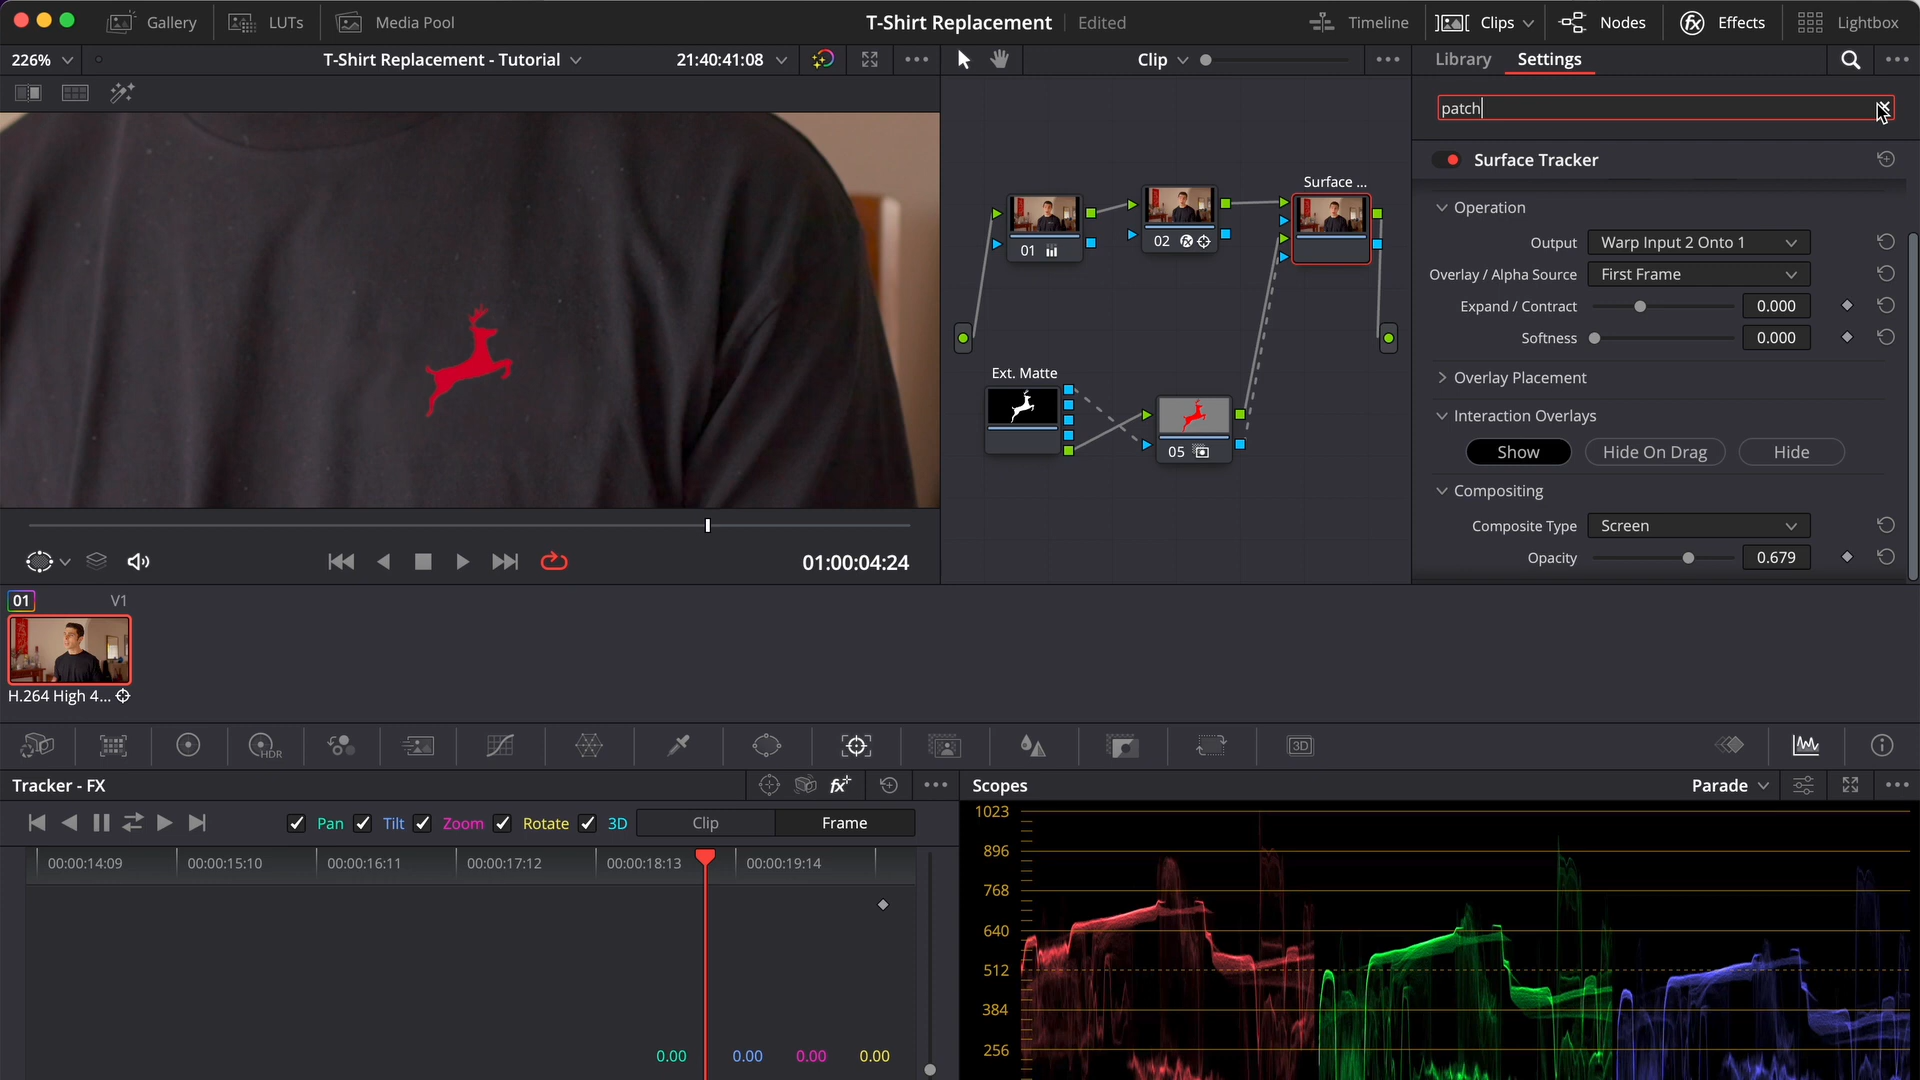 Gallery LUTs Media Pool T-Shirt Replacement Edited Timeline Clips Nodes Effects Lightbox
226% T-Shirt Replacement - Tutorial 21:40:41:08 Clip Library Settings
patch
Surface Tracker
Surface ...
Operation
01 02
Output Warp Input 2 Onto 1
Overlay / Alpha Source First Frame
Expand / Contract 0.000
Softness 0.000
Ext. Matte
Overlay Placement
Interaction Overlays
05
Show Hide On Drag Hide
Compositing
Composite Type Screen
Opacity 0.679
01:00:04:24
01 V1
H.264 High 4...
HDR 3D
Tracker - FX fx Scopes Parade
Pan Tilt Zoom Rotate 3D Clip Frame
00:00:14:09 00:00:15:10 00:00:16:11 00:00:17:12 00:00:18:13 00:00:19:14
0.00 0.00 0.00 0.00
1023
896
768
640
512
384
256